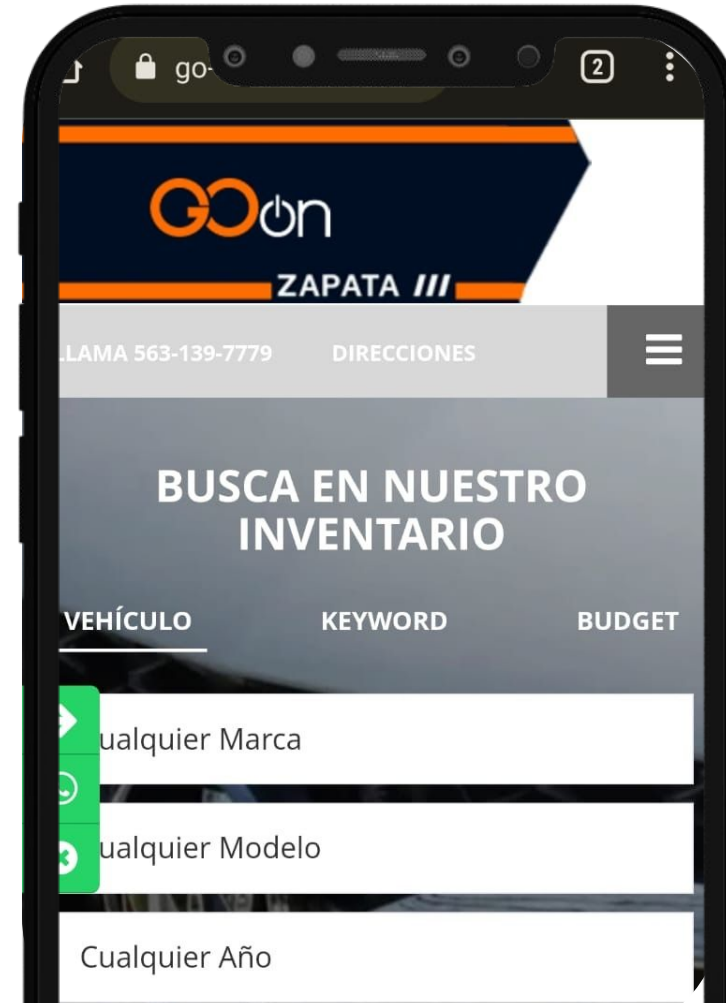 go-
2
GOon
ZAPATA ///
LLAMA 563-139-7779 DIRECCIONES
BUSCA EN NUESTRO
INVENTARIO
VEHÍCULO KEYWORD BUDGET
ualquier Marca
ualquier Modelo
Cualquier Año